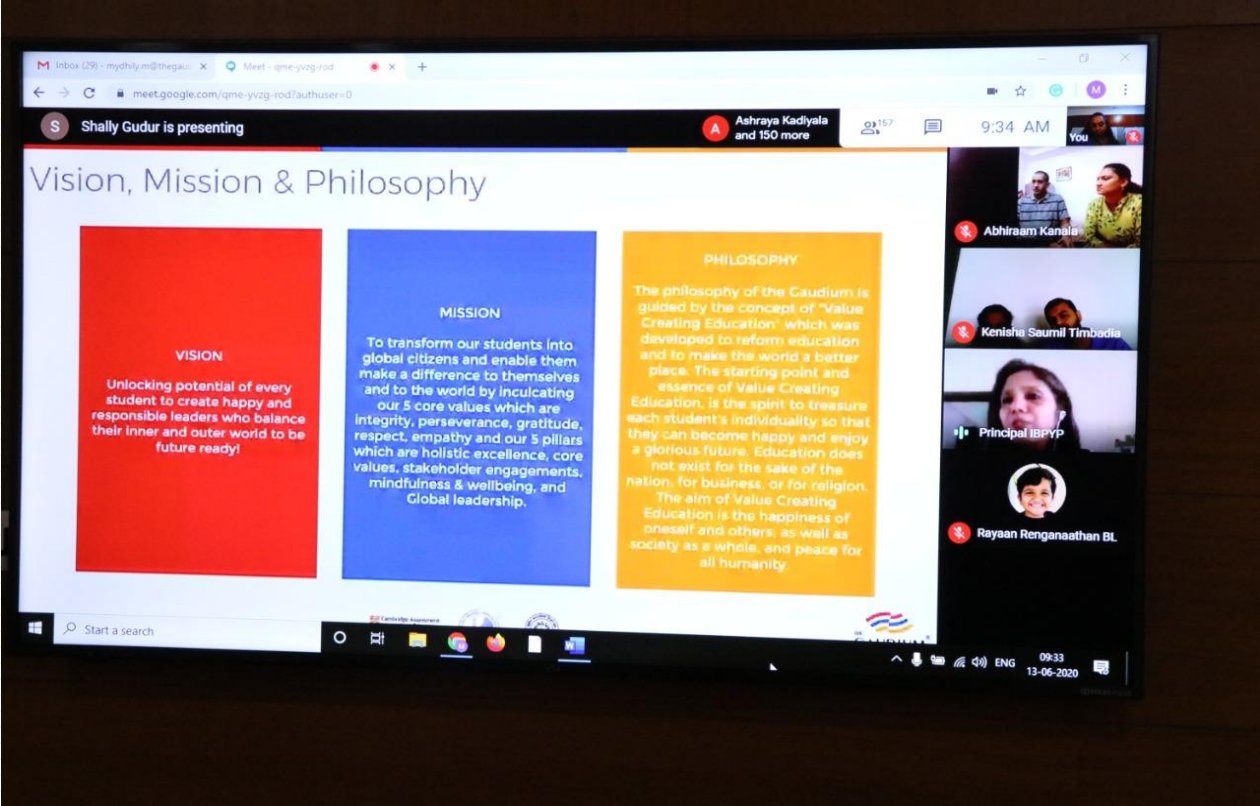 Inbox (29) - mydhily.m@thegau
Meet - qme-yvzg-rod
meet.google.com/qme-yvzg-rod?authuser=0
M
S
Shally Gudur is presenting
A
Ashraya Kadiyala
and 150 more
157
9:34 AM
You
Vision, Mission & Philosophy
VISION
Unlocking potential of every
student to create happy and
responsible leaders who balance
their inner and outer world to be
future ready!
MISSION
To transform our students into
global citizens and enable them
make a difference to themselves
and to the world by inculcating
our 5 core values which are
integrity, perseverance, gratitude,
respect, empathy and our 5 pillars
which are holistic excellence, core
values, stakeholder engagements,
mindfulness & wellbeing, and
Global leadership.
PHILOSOPHY
The philosophy of the Gaudium is
guided by the concept of "Value
Creating Education" which was
developed to reform education
and to make the world a better
place. The starting point and
essence of Value Creating
Education, is the spirit to treasure
each student's individuality so that
they can become happy and enjoy
a glorious future. Education does
not exist for the sake of the
nation, for business, or for religion.
The aim of Value Creating
Education is the happiness of
oneself and others, as well as
society as a whole, and peace for
all humanity.
Abhiraam Kanala
Kenisha Saumil Timbadia
Principal IBPYP
Rayaan Renganaathan BL
Cambridge Assessment
Start a search
ENG
09:33
13-06-2020